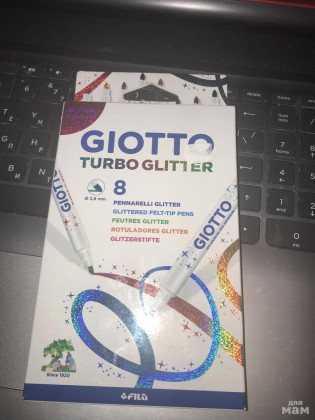 GIOTTO
TURBO GLITTER
Ø 2,8 mm
8
PENNARELLI GLITTER
GLITTERED FELT-TIP PENS
FEUTRES GLITTER
ROTULADORES GLITTER
GLITZERSTIFTE
GIOTTO
GIOTTO
Since 1920
FILA
для
мам